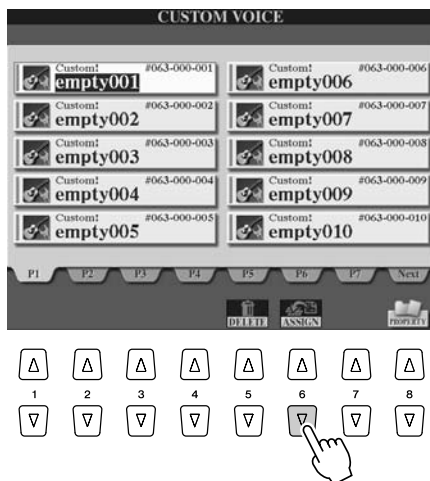 CUSTOM VOICE
Custom! #063-000-001
empty001
Custom! #063-000-006
empty006
Custom! #063-000-002
empty002
Custom! #063-000-007
empty007
Custom! #063-000-003
empty003
Custom! #063-000-008
empty008
Custom! #063-000-004
empty004
Custom! #063-000-009
empty009
Custom! #063-000-005
empty005
Custom! #063-000-010
empty010
P1 P2 P3 P4 P5 P6 P7 Next
DELETE ASSIGN PROPERTY
1 2 3 4 5 6 7 8